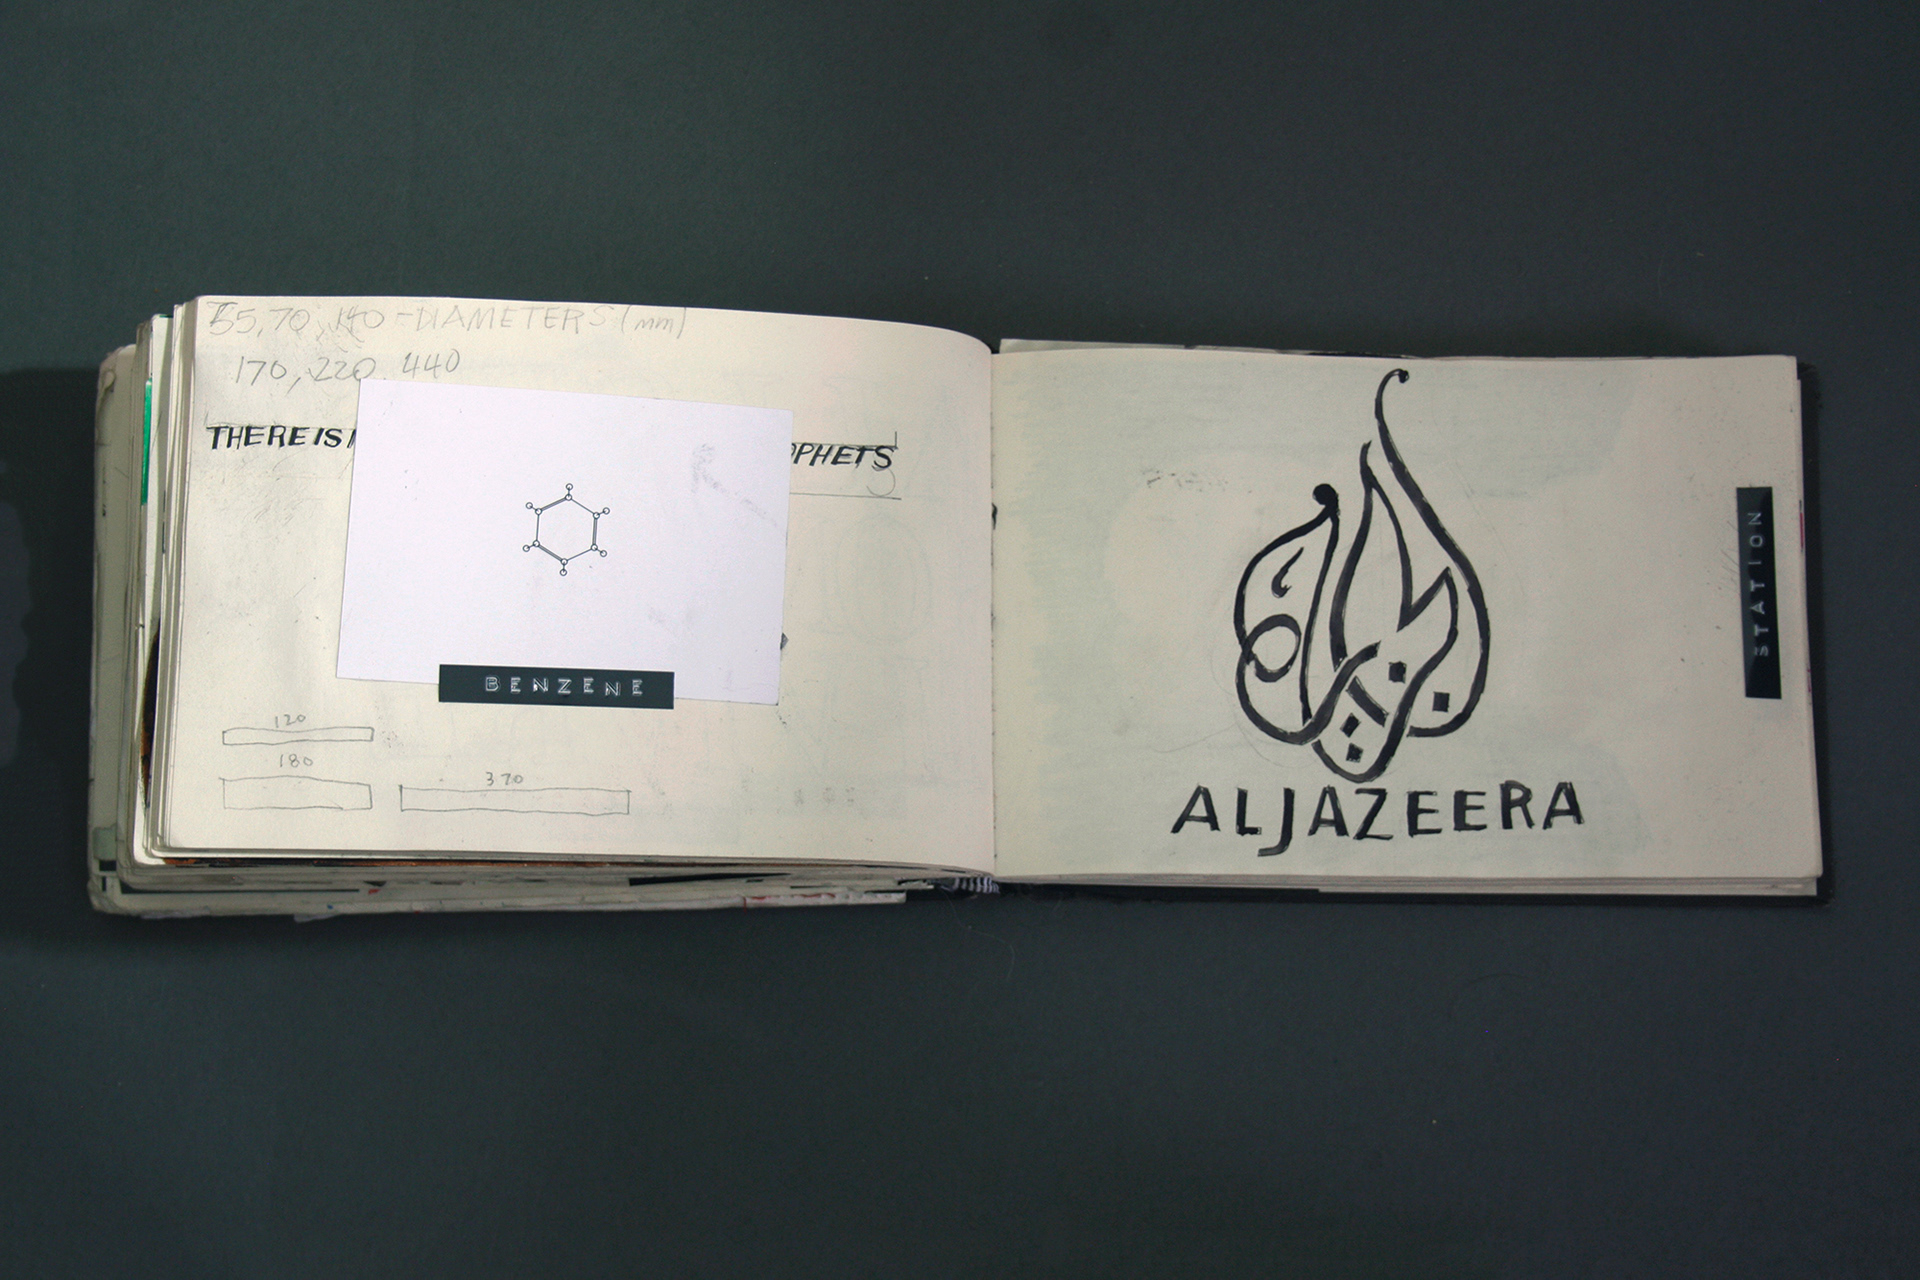 55, 70, 140 - DIAMETERS (mm)
170, 220, 440
THERE IS
OPHETS
BENZENE
120
180
370
ALJAZEERA
STATION